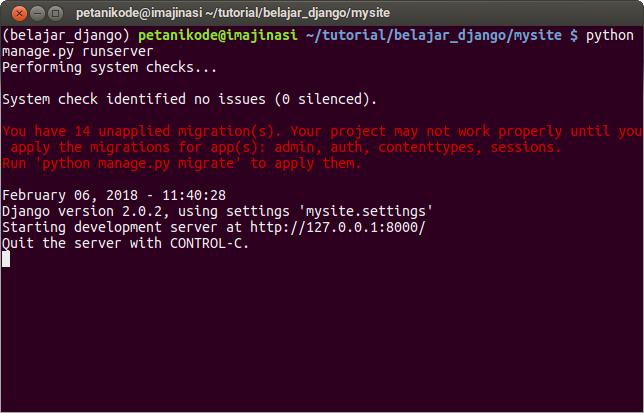 petanikode@imajinasi ~/tutorial/belajar_django/mysite
(belajar_django) petanikode@imajinasi ~/tutorial/belajar_django/mysite $ python
manage.py runserver
Performing system checks...
System check identified no issues (0 silenced).
You have 14 unapplied migration(s). Your project may not work properly until you
apply the migrations for app(s): admin, auth, contenttypes, sessions.
Run 'python manage.py migrate' to apply them.
February 06, 2018 - 11:40:28
Django version 2.0.2, using settings 'mysite.settings'
Starting development server at http://127.0.0.1:8000/
Quit the server with CONTROL-C.